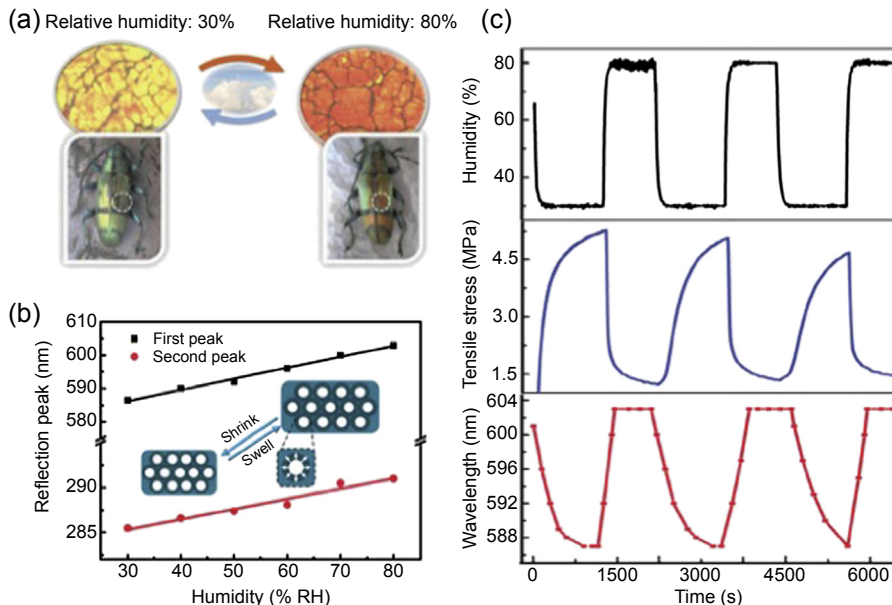 (a) Relative humidity: 30% Relative humidity: 80%
(b)
610
600
590
580
290
285
Reflection peak (nm)
First peak
Second peak
Shrink
Swell
30 40 50 60 70 80
Humidity (% RH)
(c)
80
60
40
Humidity (%)
4.5
3.0
1.5
Tensile stress (MPa)
604
600
596
592
588
Wavelength (nm)
0 1500 3000 4500 6000
Time (s)